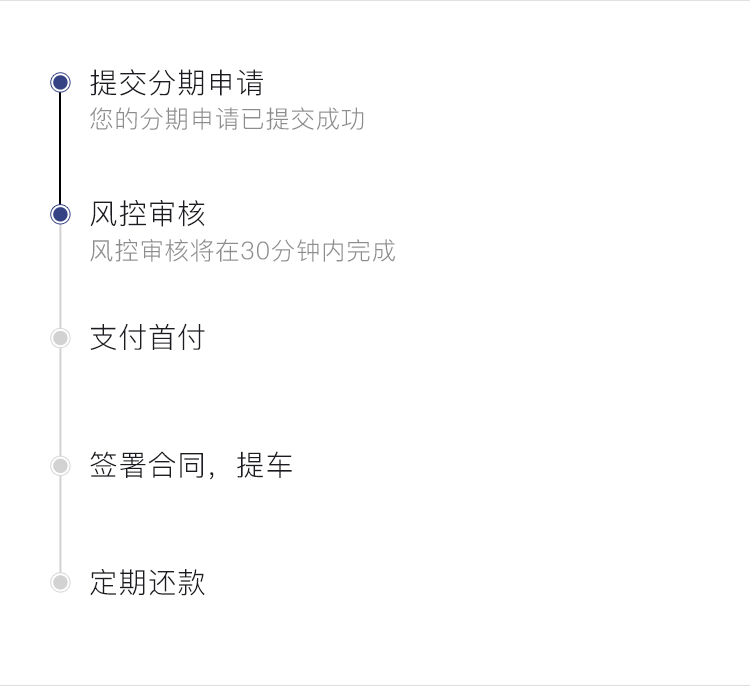 提交分期申请
您的分期申请已提交成功
风控审核
风控审核将在30分钟内完成
支付首付
签署合同，提车
定期还款